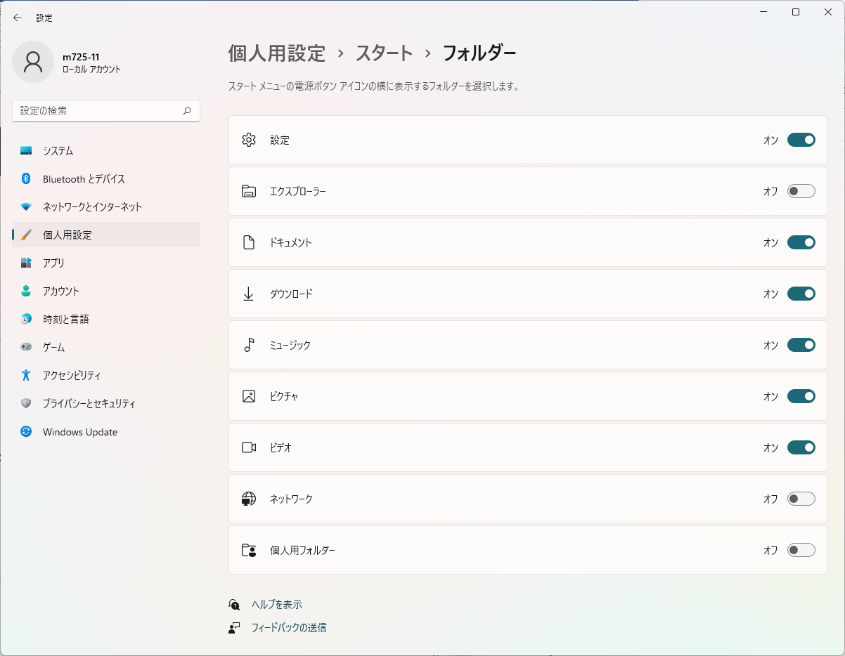 設定
m725-11
ローカル アカウント
設定の検索
システム
Bluetooth とデバイス
ネットワークとインターネット
個人用設定
アプリ
アカウント
時刻と言語
ゲーム
アクセシビリティ
プライバシーとセキュリティ
Windows Update
個人用設定 › スタート › フォルダー
スタート メニューの電源ボタン アイコンの横に表示するフォルダーを選択します。
設定 オン
エクスプローラー オフ
ドキュメント オン
ダウンロード オン
ミュージック オン
ピクチャ オン
ビデオ オン
ネットワーク オフ
個人用フォルダー オフ
ヘルプを表示
フィードバックの送信